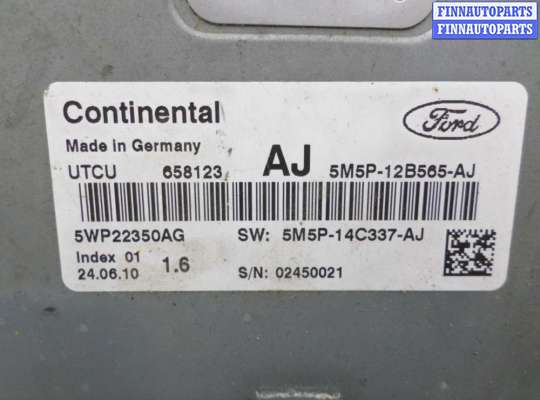 FINNAUTOPARTS
FINNAUTOPARTS
Continental
Ford
Made in Germany
UTCU 658123 AJ 5M5P-12B565-AJ
5WP22350AG SW: 5M5P-14C337-AJ
Index 01
24.06.10 1.6 S/N: 02450021